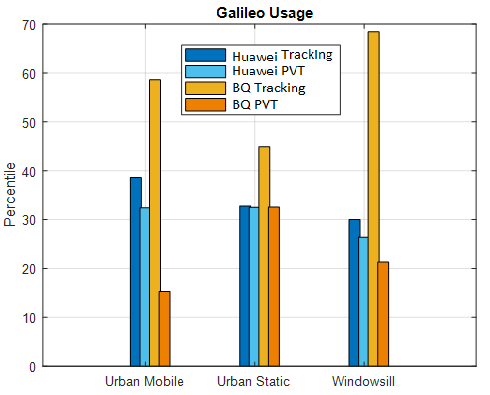 Galileo Usage
70
60
50
40
30
20
10
0
Percentile
Huawei Tracking
Huawei PVT
BQ Tracking
BQ PVT
Urban Mobile
Urban Static
Windowsill